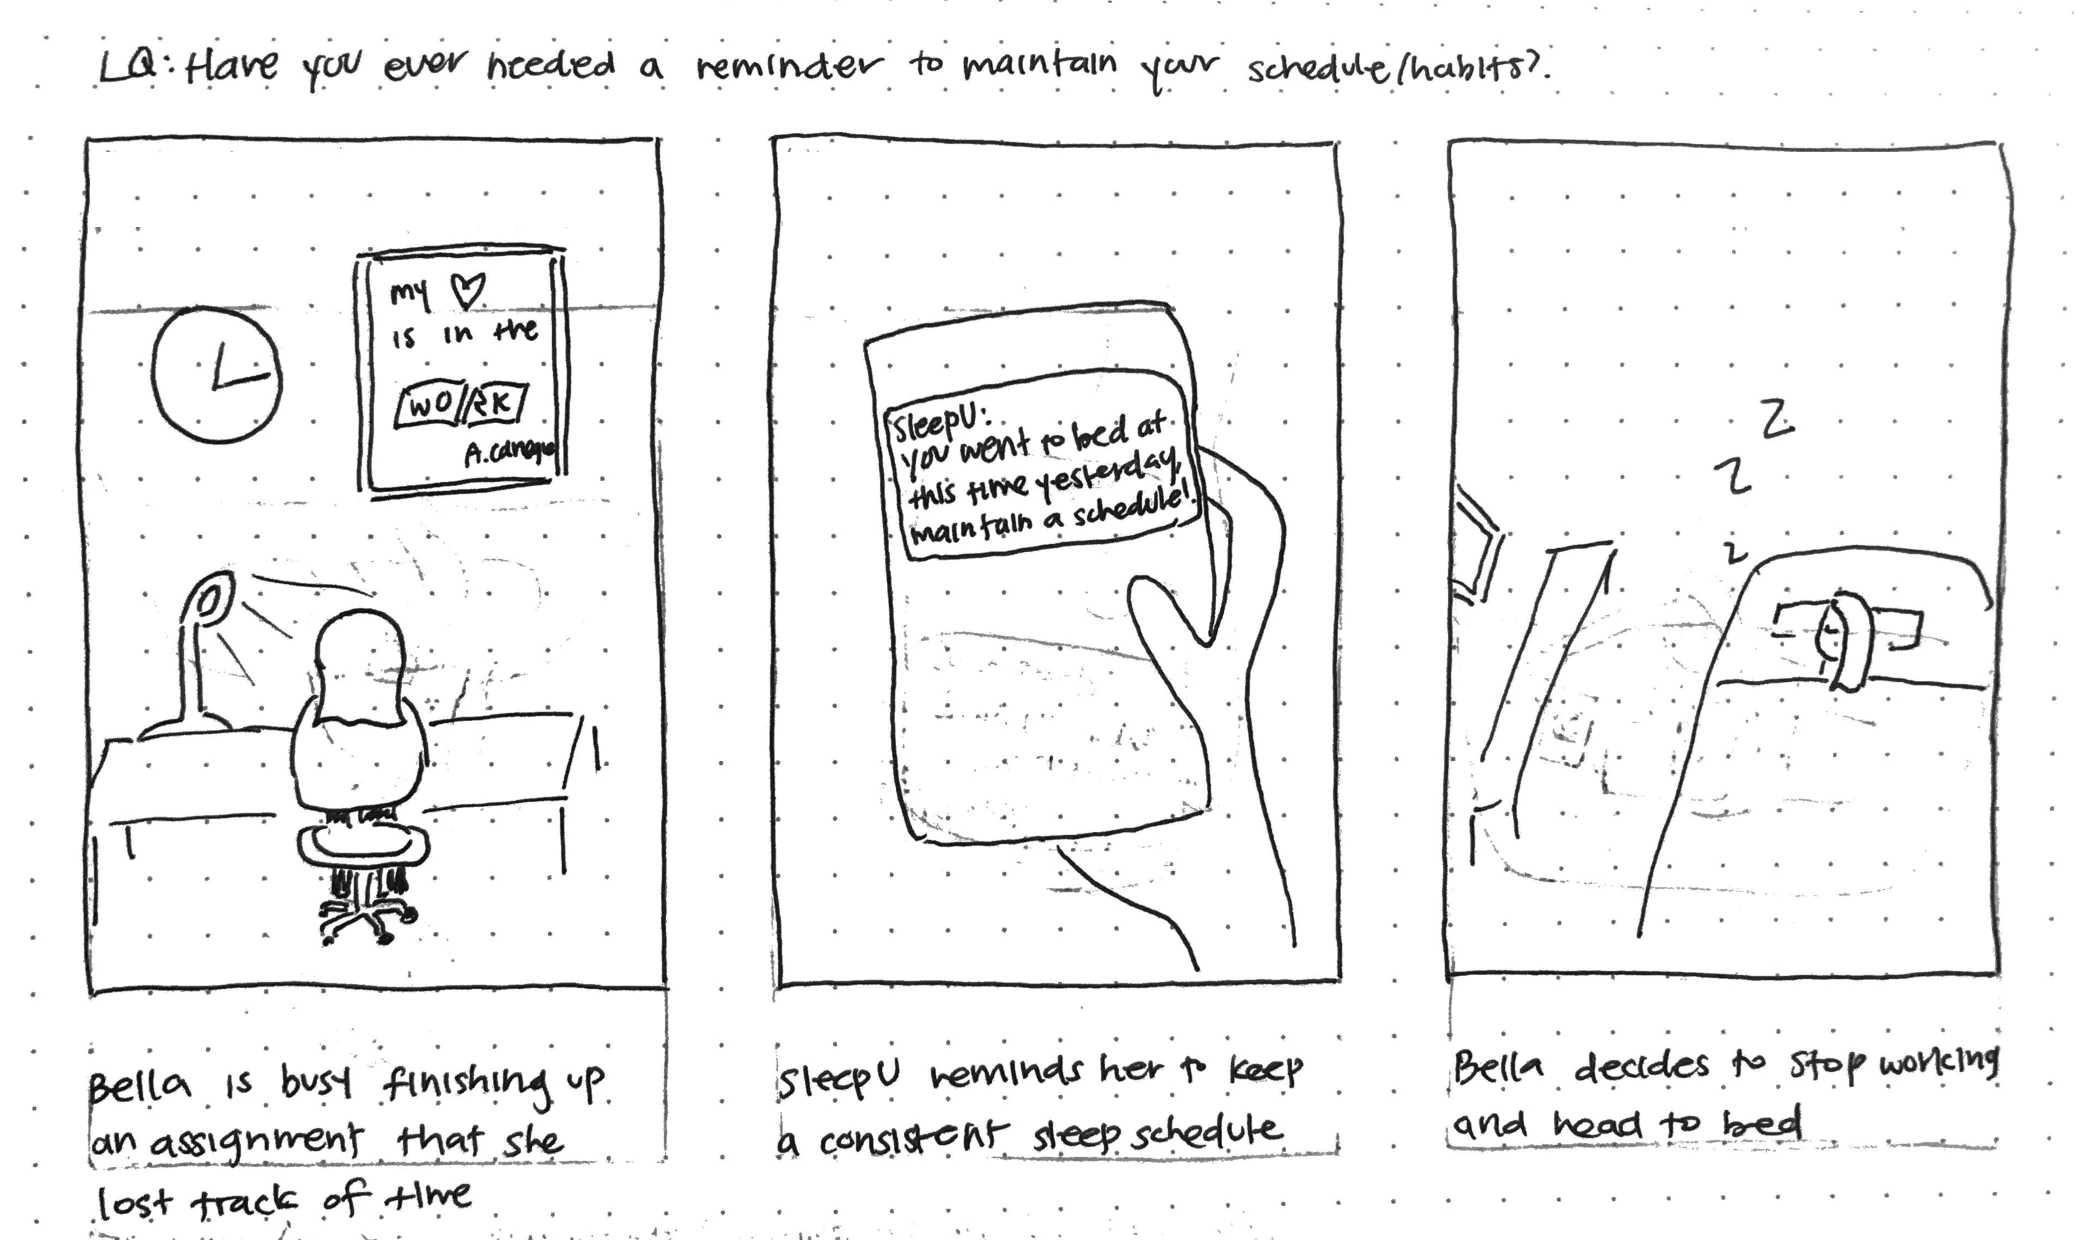 LQ: Have you ever needed a reminder to maintain your schedule/habits?.
my ♡
is in the
WO//RK
A. Carnegie
SleepU:
You went to bed at
this time yesterday,
maintain a schedule!
Z
Z
Z
Bella is busy finishing up
an assignment that she
lost track of time
SleepU reminds her to keep
a consistent sleep schedule
Bella decides to stop working
and head to bed